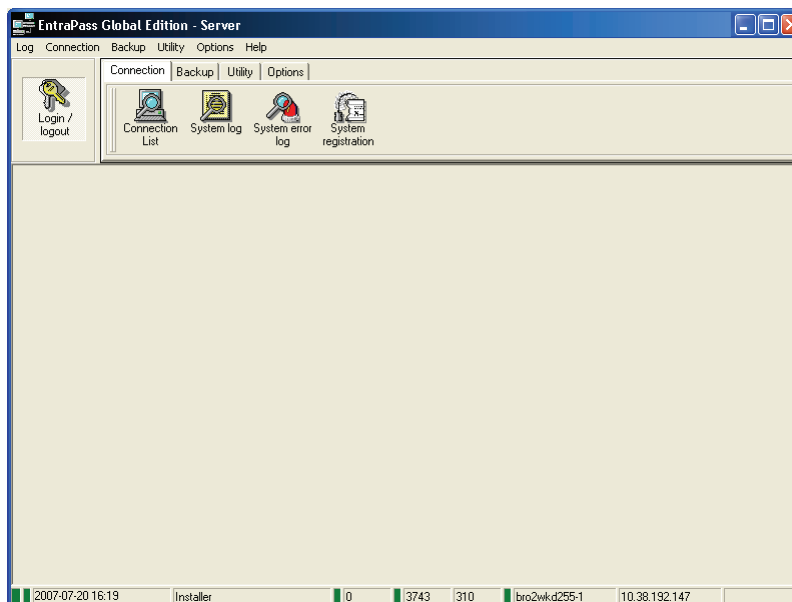 EntraPass Global Edition - Server
Log Connection Backup Utility Options Help
Connection Backup Utility Options
Login / logout
Connection List
System log
System error log
System registration
2007-07-20 16:19 Installer 0 3743 310 bro2wkd255-1 10.38.192.147